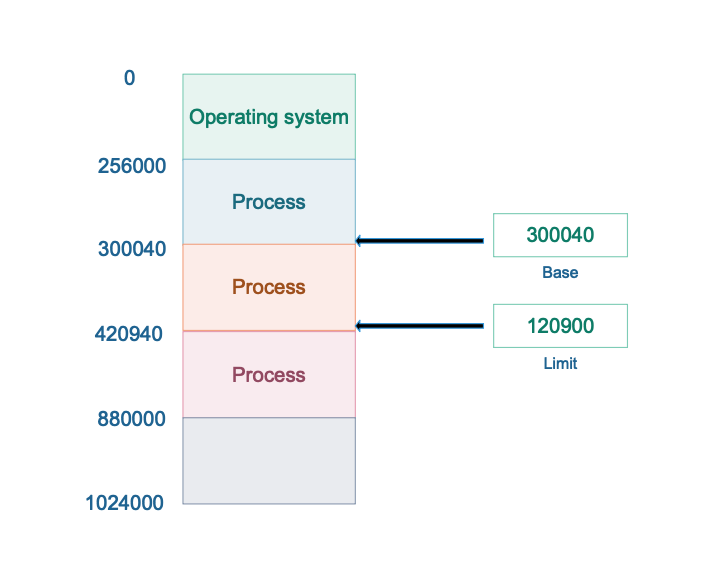 0
Operating system
256000
Process
300040
Base
300040
Process
120900
Limit
420940
Process
880000
1024000